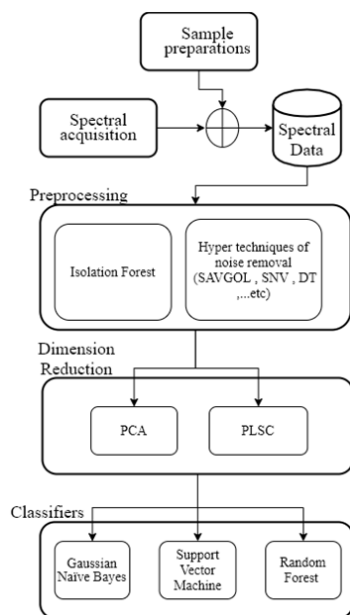 Sample
preparations
Spectral
acquisition
Spectral
Data
Preprocessing
Isolation Forest
Hyper techniques of
noise removal
(SAVGOL , SNV , DT
,...etc)
Dimension
Reduction
PCA
PLSC
Classifiers
Gaussian
Naïve Bayes
Support
Vector
Machine
Random
Forest